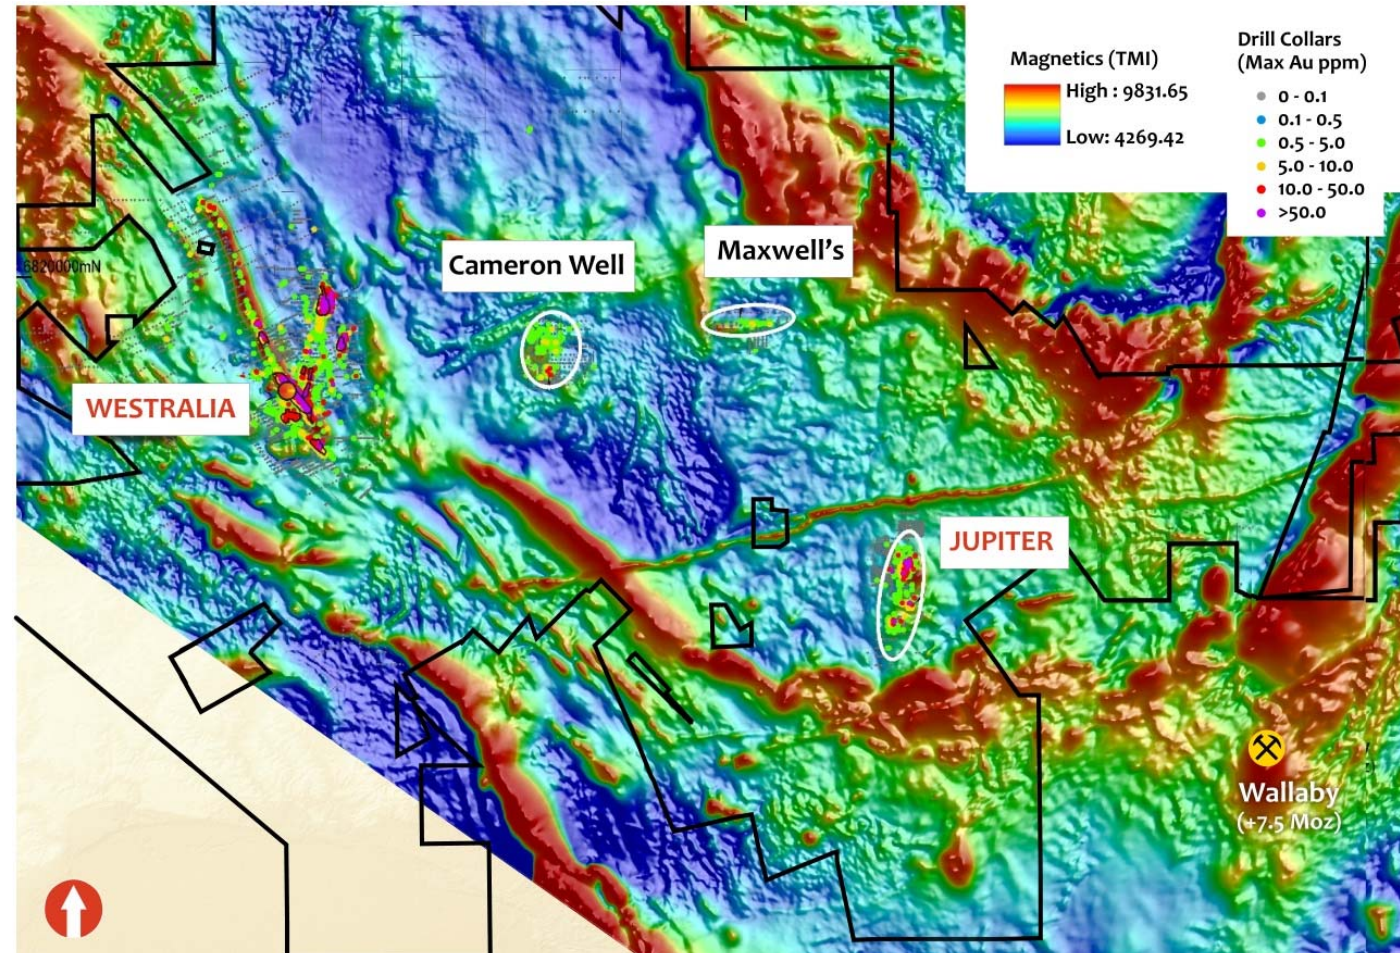 Magnetics (TMI)
High : 9831.65
Low: 4269.42
Drill Collars
(Max Au ppm)
0 - 0.1
0.1 - 0.5
0.5 - 5.0
5.0 - 10.0
10.0 - 50.0
>50.0
Maxwell’s
Cameron Well
6820000mN
WESTRALIA
JUPITER
Wallaby
(+7.5 Moz)